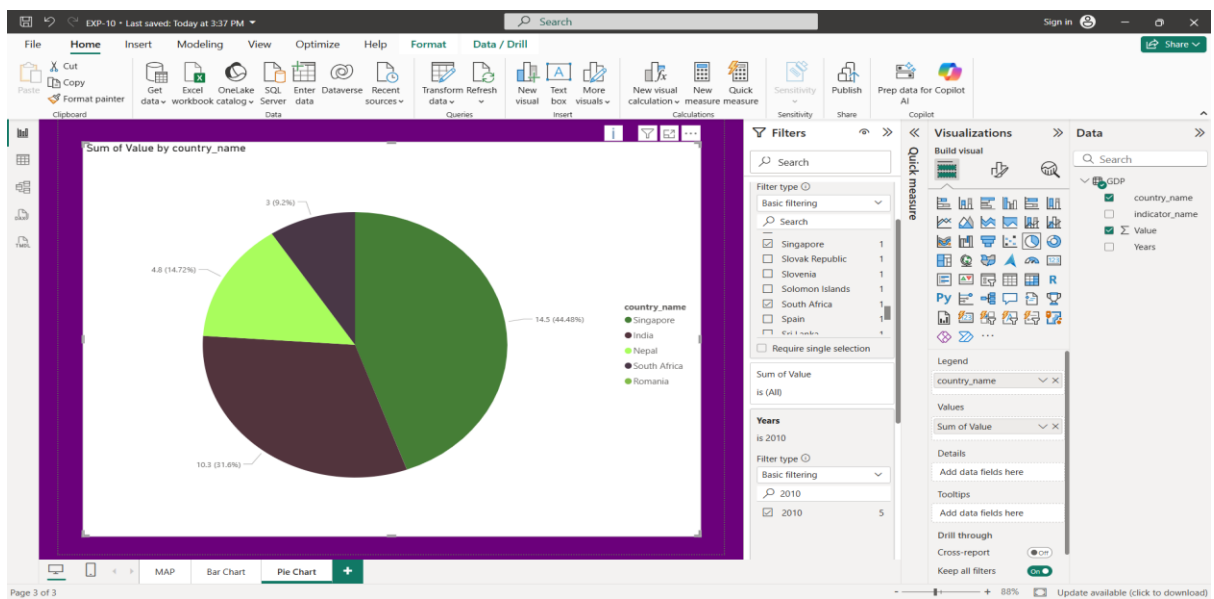 EXP-10 • Last saved: Today at 3:37 PM
Search
Sign in
File Home Insert Modeling View Optimize Help Format Data / Drill
Share
Paste
Cut
Copy
Format painter
Clipboard
Get data
Excel workbook
OneLake catalog
SQL Server
Enter data
Dataverse
Recent sources
Data
Transform data
Refresh
Queries
New visual
Text box
More visuals
Insert
New visual calculation
New measure
Quick measure
Calculations
Sensitivity
Sensitivity
Publish
Share
Prep data for AI
Copilot
Copilot
Sum of Value by country_name
3 (9.2%)
4.8 (14.72%)
14.5 (44.48%)
10.3 (31.6%)
country_name
Singapore
India
Nepal
South Africa
Romania
Filters
Search
Filter type
Basic filtering
Search
Singapore 1
Slovak Republic 1
Slovenia 1
Solomon Islands 1
South Africa 1
Spain 1
Sri Lanka 1
Require single selection
Sum of Value
is (All)
Years
is 2010
Filter type
Basic filtering
2010
2010 5
Quick measure
Visualizations
Build visual
R
Py
Legend
country_name
Values
Sum of Value
Details
Add data fields here
Tooltips
Add data fields here
Drill through
Cross-report Off
Keep all filters On
Data
Search
GDP
country_name
indicator_name
Σ Value
Years
MAP Bar Chart Pie Chart
Page 3 of 3
88%
Update available (click to download)